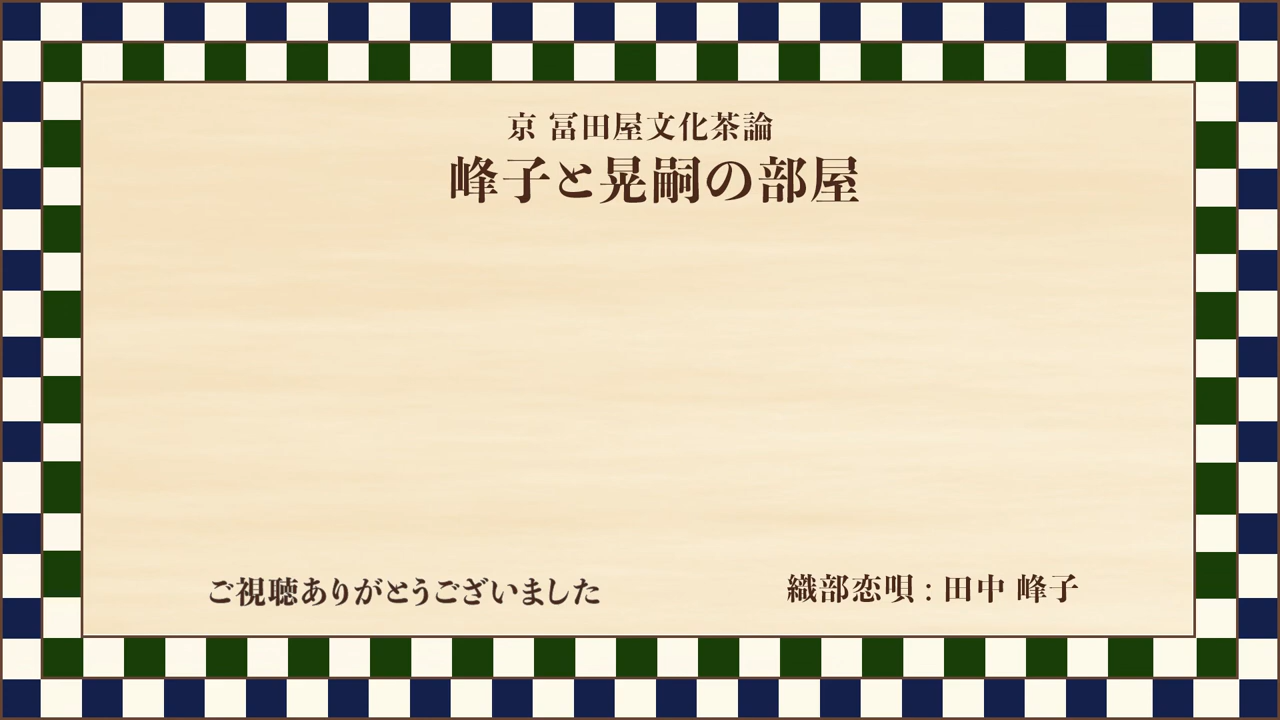 京 冨田屋文化茶論
峰子と晃嗣の部屋
ご視聴ありがとうございました
織部恋唄 : 田中 峰子